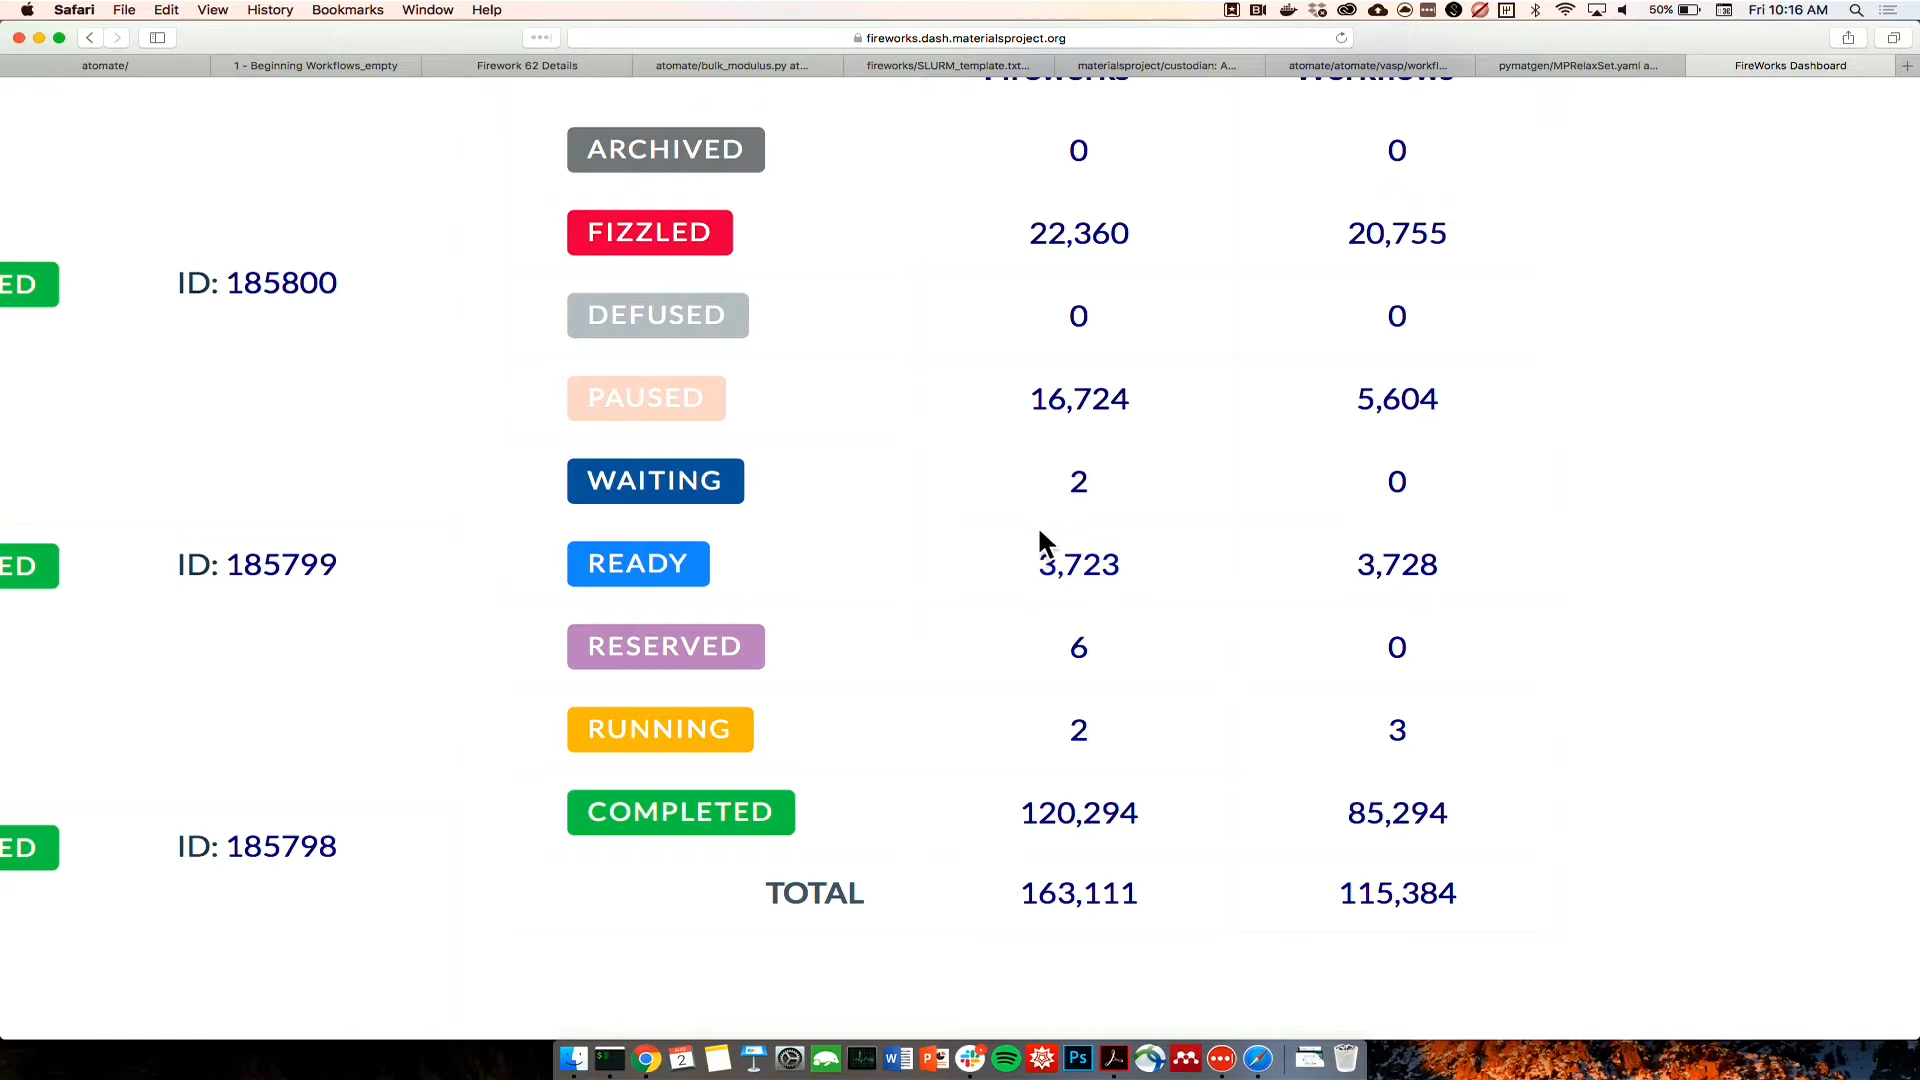 Safari File Edit View History Bookmarks Window Help 50% Fri 10:16 AM
fireworks.dash.materialsproject.org
atomate/ 1 - Beginning Workflows_empty Firework 62 Details atomate/bulk_modulus.py at... fireworks/SLURM_template.txt... materialsproject/custodian: A... atomate/atomate/vasp/workfl... pymatgen/MPRelaxSet.yaml a... FireWorks Dashboard
Fireworks Workflows
ARCHIVED 0 0
FIZZLED 22,360 20,755
ED ID: 185800
DEFUSED 0 0
PAUSED 16,724 5,604
WAITING 2 0
ED ID: 185799 READY 3,723 3,728
RESERVED 6 0
RUNNING 2 3
COMPLETED 120,294 85,294
ED ID: 185798
TOTAL 163,111 115,384